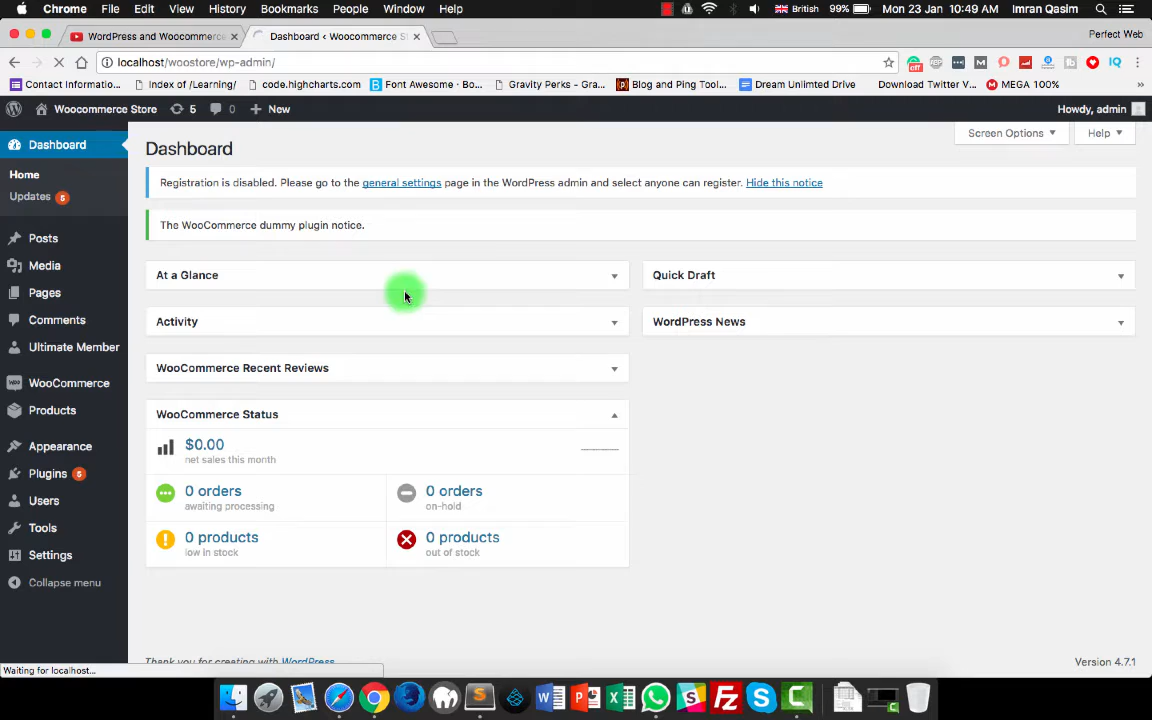 Chrome File Edit View History Bookmarks People Window Help British 99% Mon 23 Jan 10:49 AM Imran Qasim
WordPress and Woocommerce Dashboard ‹ Woocommerce S Perfect Web
localhost/woostore/wp-admin/
Contact Informatio... Index of /Learning/ code.highcharts.com Font Awesome · Bo... Gravity Perks - Gra... Blog and Ping Tool... Dream Unlimted Drive Download Twitter V... MEGA 100%
Woocommerce Store 5 0 New Howdy, admin
Dashboard
Home
Updates 5
Posts
Media
Pages
Comments
Ultimate Member
WooCommerce
Products
Appearance
Plugins 5
Users
Tools
Settings
Collapse menu
Screen Options Help
Dashboard
Registration is disabled. Please go to the general settings page in the WordPress admin and select anyone can register. Hide this notice
The WooCommerce dummy plugin notice.
At a Glance
Activity
WooCommerce Recent Reviews
WooCommerce Status
$0.00
net sales this month
0 orders
awaiting processing
0 orders
on-hold
0 products
low in stock
0 products
out of stock
Quick Draft
WordPress News
Thank you for creating with WordPress
Version 4.7.1
Waiting for localhost...